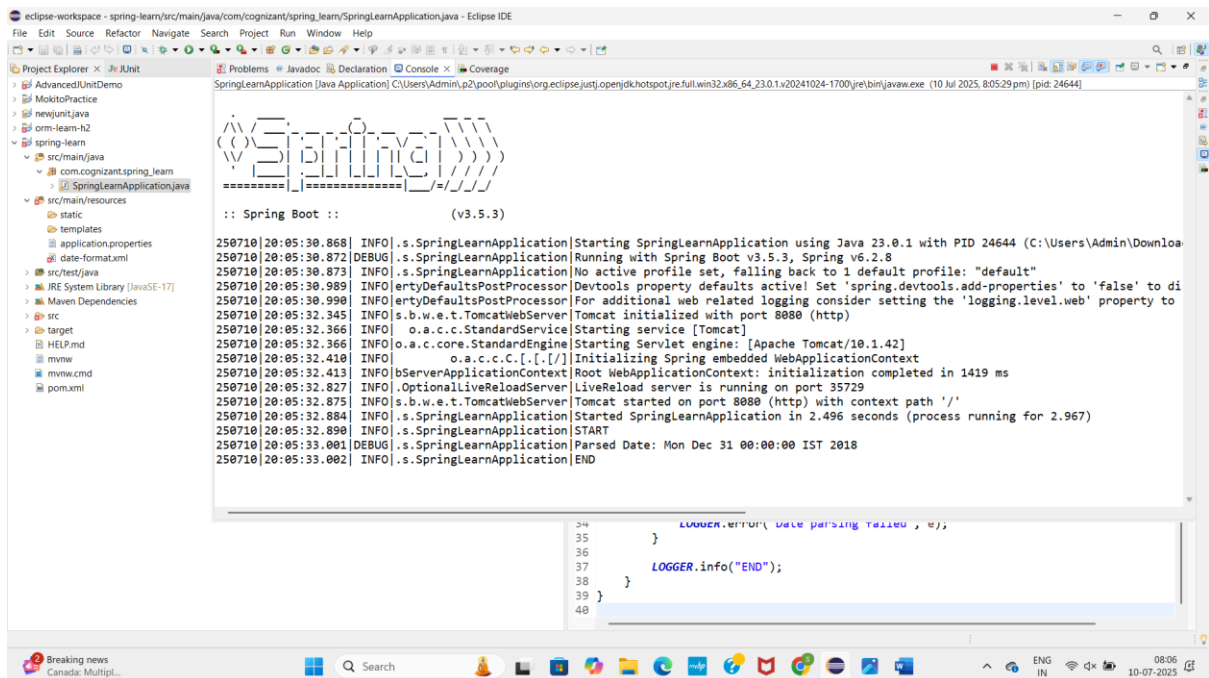 eclipse-workspace - spring-learn/src/main/java/com/cognizant/spring_learn/SpringLearnApplication.java - Eclipse IDE
File Edit Source Refactor Navigate Search Project Run Window Help
Project Explorer × JUnit
AdvancedJUnitDemo
MokitoPractice
newjunit.java
orm-learn-h2
spring-learn
src/main/java
com.cognizant.spring_learn
SpringLearnApplication.java
src/main/resources
static
templates
application.properties
date-format.xml
src/test/java
JRE System Library [JavaSE-17]
Maven Dependencies
src
target
HELP.md
mvnw
mvnw.cmd
pom.xml
Problems @ Javadoc Declaration Console × Coverage
SpringLearnApplication [Java Application] C:\Users\Admin\.p2\pool\plugins\org.eclipse.justj.openjdk.hotspot.jre.full.win32.x86_64_23.0.1.v20241024-1700\jre\bin\javaw.exe (10 Jul 2025, 8:05:29 pm) [pid: 24644]
Spring
:: Spring Boot :: (v3.5.3)
250710|20:05:30.868| INFO|.s.SpringLearnApplication|Starting SpringLearnApplication using Java 23.0.1 with PID 24644 (C:\Users\Admin\Downloa
250710|20:05:30.872|DEBUG|.s.SpringLearnApplication|Running with Spring Boot v3.5.3, Spring v6.2.8
250710|20:05:30.873| INFO|.s.SpringLearnApplication|No active profile set, falling back to 1 default profile: "default"
250710|20:05:30.989| INFO|ertyDefaultsPostProcessor|Devtools property defaults active! Set 'spring.devtools.add-properties' to 'false' to di
250710|20:05:30.990| INFO|ertyDefaultsPostProcessor|For additional web related logging consider setting the 'logging.level.web' property to
250710|20:05:32.345| INFO|s.b.w.e.t.TomcatWebServer|Tomcat initialized with port 8080 (http)
250710|20:05:32.366| INFO| o.a.c.c.StandardService|Starting service [Tomcat]
250710|20:05:32.366| INFO|o.a.c.core.StandardEngine|Starting Servlet engine: [Apache Tomcat/10.1.42]
250710|20:05:32.410| INFO| o.a.c.c.C.[.[.[/]|Initializing Spring embedded WebApplicationContext
250710|20:05:32.413| INFO|bServerApplicationContext|Root WebApplicationContext: initialization completed in 1419 ms
250710|20:05:32.827| INFO|.OptionalLiveReloadServer|LiveReload server is running on port 35729
250710|20:05:32.875| INFO|s.b.w.e.t.TomcatWebServer|Tomcat started on port 8080 (http) with context path '/'
250710|20:05:32.884| INFO|.s.SpringLearnApplication|Started SpringLearnApplication in 2.496 seconds (process running for 2.967)
250710|20:05:32.890| INFO|.s.SpringLearnApplication|START
250710|20:05:33.001|DEBUG|.s.SpringLearnApplication|Parsed Date: Mon Dec 31 00:00:00 IST 2018
250710|20:05:33.002| INFO|.s.SpringLearnApplication|END
34 LOGGER.error("Date parsing failed", e);
35 }
36
37 LOGGER.info("END");
38 }
39 }
40
2
Breaking news
Canada: Multipl...
Search
ENG
IN
08:06
10-07-2025